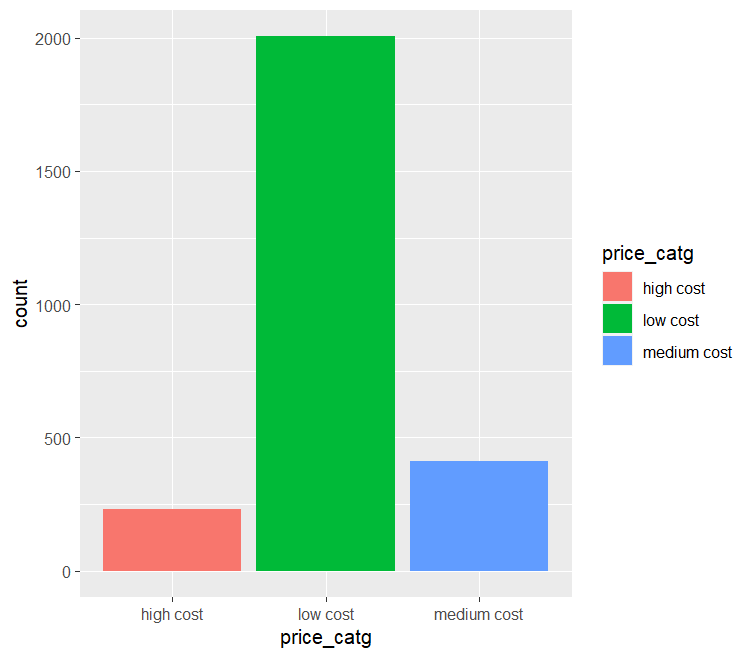 2000
1500
1000
500
0
count
high cost
low cost
medium cost
price_catg
price_catg
high cost
low cost
medium cost